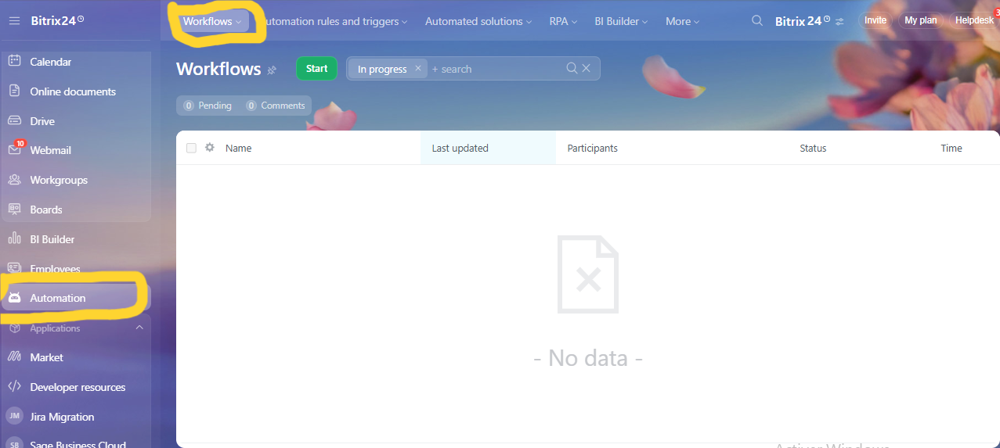 Bitrix24
Workflows
utomation rules and triggers
Automated solutions
RPA
BI Builder
More
Bitrix24
Invite
My plan
Helpdesk
3
Calendar
Online documents
Drive
10
Webmail
Workgroups
Boards
BI Builder
Employees
Automation
Applications
Market
Developer resources
JM Jira Migration
SB Sage Business Cloud
Workflows
Start
In progress × + search
0 Pending 0 Comments
Name Last updated Participants Status Time
- No data -
Activer Windows